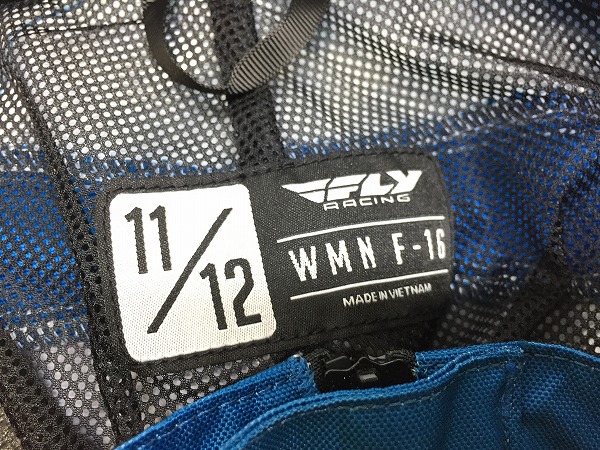 11/12
FLY
RACING
WMN F-16
MADE IN VIETNAM